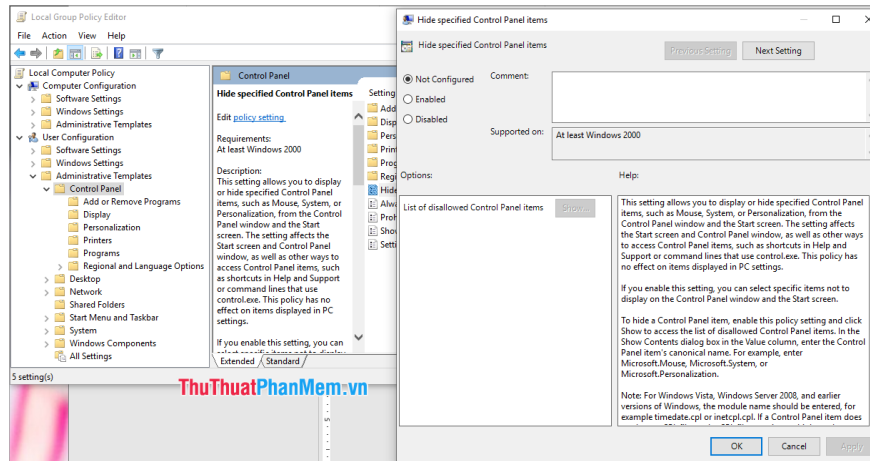 Local Group Policy Editor
File Action View Help
Local Computer Policy
Computer Configuration
Software Settings
Windows Settings
Administrative Templates
User Configuration
Software Settings
Windows Settings
Administrative Templates
Control Panel
Add or Remove Programs
Display
Personalization
Printers
Programs
Regional and Language Options
Desktop
Network
Shared Folders
Start Menu and Taskbar
System
Windows Components
All Settings
5 setting(s)
Control Panel
Hide specified Control Panel items
Edit policy setting
Requirements:
At least Windows 2000
Description:
This setting allows you to display
or hide specified Control Panel
items, such as Mouse, System, or
Personalization, from the Control
Panel window and the Start
screen. The setting affects the
Start screen and Control Panel
window, as well as other ways to
access Control Panel items, such
as shortcuts in Help and Support
or command lines that use
control.exe. This policy has no
effect on items displayed in PC
settings.
If you enable this setting, you can
select specific items not to display
Setting
Add
Disp
Pers
Prin
Prog
Regi
Hide
Alwa
Proh
Show
Setti
Extended Standard
ThuThuatPhanMem.vn
Hide specified Control Panel items
Hide specified Control Panel items
Previous Setting Next Setting
Not Configured
Enabled
Disabled
Comment:
Supported on:
At least Windows 2000
Options:
Help:
List of disallowed Control Panel items Show...
This setting allows you to display or hide specified Control Panel
items, such as Mouse, System, or Personalization, from the
Control Panel window and the Start screen. The setting affects
the Start screen and Control Panel window, as well as other ways
to access Control Panel items, such as shortcuts in Help and
Support or command lines that use control.exe. This policy has
no effect on items displayed in PC settings.
If you enable this setting, you can select specific items not to
display on the Control Panel window and the Start screen.
To hide a Control Panel item, enable this policy setting and click
Show to access the list of disallowed Control Panel items. In the
Show Contents dialog box in the Value column, enter the Control
Panel item's canonical name. For example, enter
Microsoft.Mouse, Microsoft.System, or
Microsoft.Personalization.
Note: For Windows Vista, Windows Server 2008, and earlier
versions of Windows, the module name should be entered, for
example timedate.cpl or inetcpl.cpl. If a Control Panel item does
OK Cancel Apply